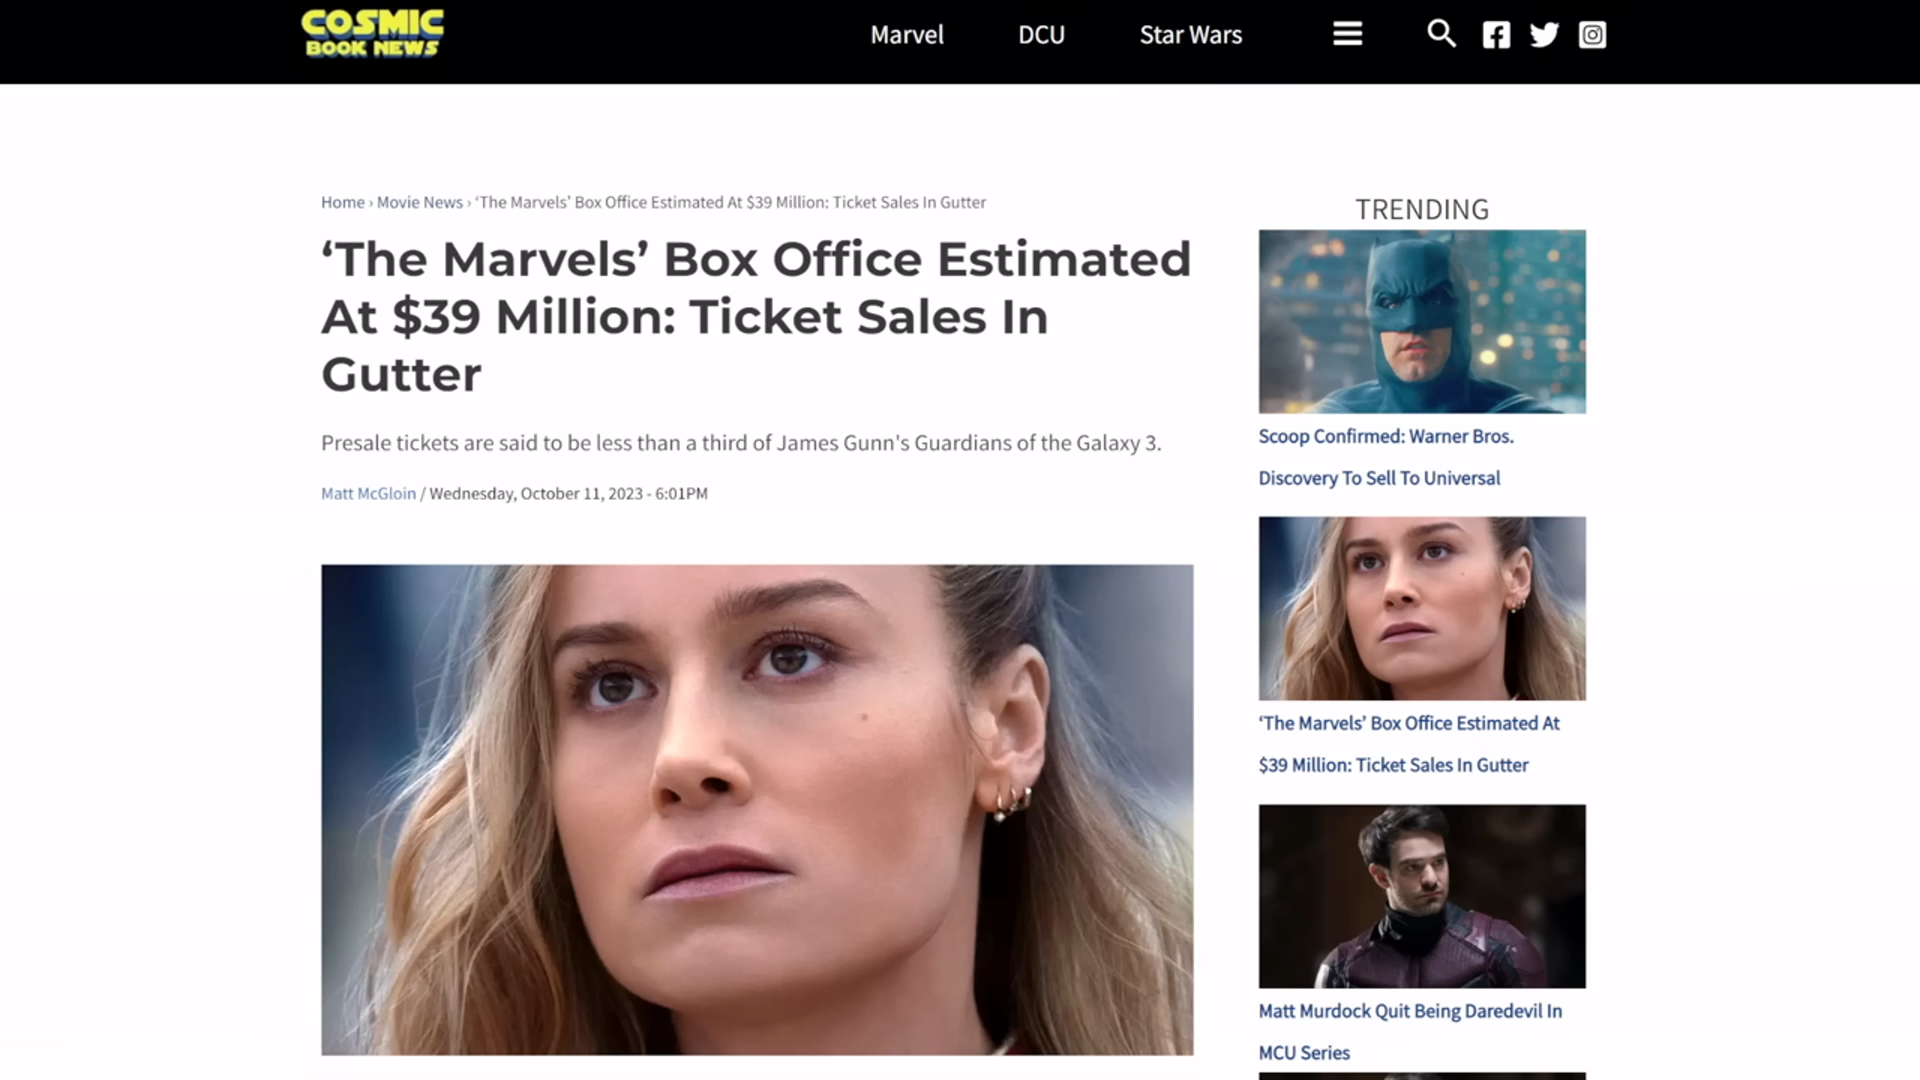 COSMIC
BOOK NEWS
Marvel
DCU
Star Wars
Home › Movie News › ‘The Marvels’ Box Office Estimated At $39 Million: Ticket Sales In Gutter
‘The Marvels’ Box Office Estimated
At $39 Million: Ticket Sales In
Gutter
Presale tickets are said to be less than a third of James Gunn's Guardians of the Galaxy 3.
Matt McGloin / Wednesday, October 11, 2023 - 6:01PM
TRENDING
Scoop Confirmed: Warner Bros.
Discovery To Sell To Universal
‘The Marvels’ Box Office Estimated At
$39 Million: Ticket Sales In Gutter
Matt Murdock Quit Being Daredevil In
MCU Series